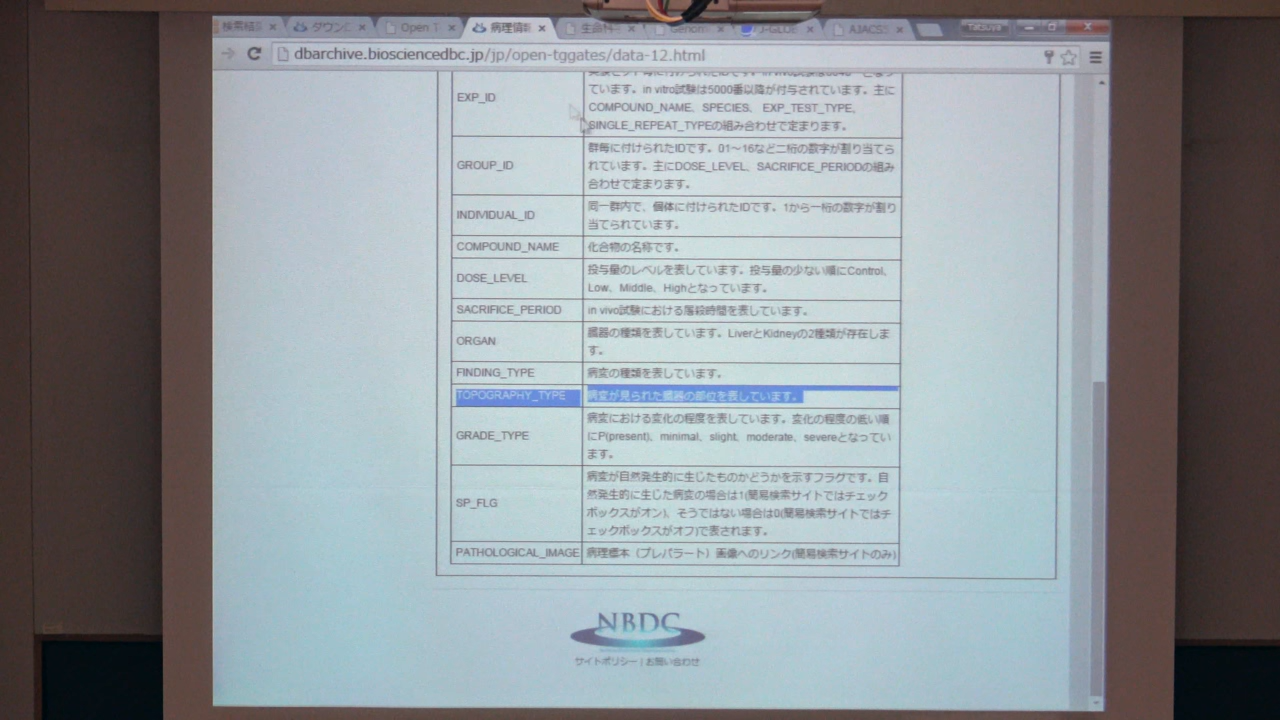 検索結
ダウンC
Open T
病理情報
生命科
Genom
J-GLOB
AJACSS
dbarchive.biosciencedbc.jp/jp/open-tggates/data-12.html
EXP_ID
ています。in vitro試験は5000番以降が付与されています。主に
COMPOUND_NAME、SPECIES、 EXP_TEST_TYPE、
SINGLE_REPEAT_TYPEの組み合わせで定まります。
GROUP_ID
群毎に付けられたIDです。01～16など二桁の数字が割り当てら
れています。主にDOSE_LEVEL、SACRIFICE_PERIODの組み
合わせで定まります。
INDIVIDUAL_ID
同一群内で、個体に付けられたIDです。1から一桁の数字が割り
当てられています。
COMPOUND_NAME
化合物の名称です。
DOSE_LEVEL
投与量のレベルを表しています。投与量の少ない順にControl、
Low、Middle、Highとなっています。
SACRIFICE_PERIOD
in vivo試験における屠殺時間を表しています。
ORGAN
臓器の種類を表しています。LiverとKidneyの2種類が存在しま
す。
FINDING_TYPE
病変の種類を表しています。
TOPOGRAPHY_TYPE
病変が見られた臓器の部位を表しています。
GRADE_TYPE
病変における変化の程度を表しています。変化の程度の低い順
にP(present)、minimal、slight、moderate、severeとなってい
ます。
SP_FLG
病変が自然発生的に生じたものかどうかを示すフラグです。自
然発生的に生じた病変の場合は1(簡易検索サイトではチェック
ボックスがオン)、そうではない場合は0(簡易検索サイトではチ
ェックボックスがオフ)で表されます。
PATHOLOGICAL_IMAGE
病理標本（プレパラート）画像へのリンク(簡易検索サイトのみ)
NBDC
サイトポリシー | お問い合わせ